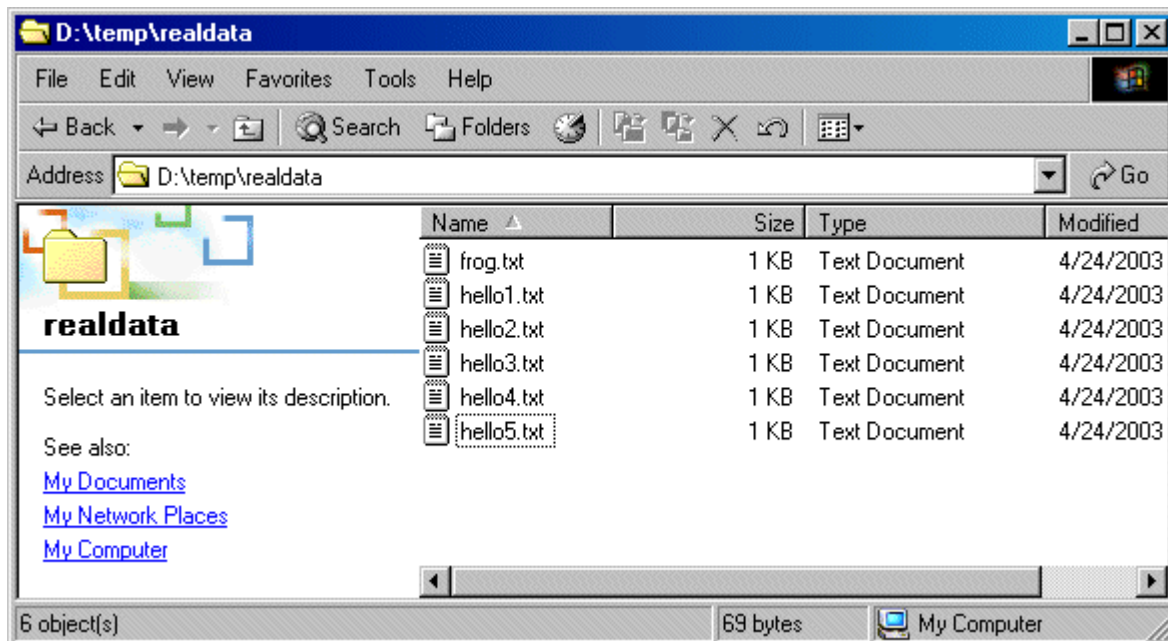 D:\temp\realdata
File Edit View Favorites Tools Help
Back Search Folders
Address D:\temp\realdata Go
Name Size Type Modified
frog.txt 1 KB Text Document 4/24/2003
hello1.txt 1 KB Text Document 4/24/2003
hello2.txt 1 KB Text Document 4/24/2003
hello3.txt 1 KB Text Document 4/24/2003
hello4.txt 1 KB Text Document 4/24/2003
hello5.txt 1 KB Text Document 4/24/2003
realdata
Select an item to view its description.
See also:
My Documents
My Network Places
My Computer
6 object(s) 69 bytes My Computer